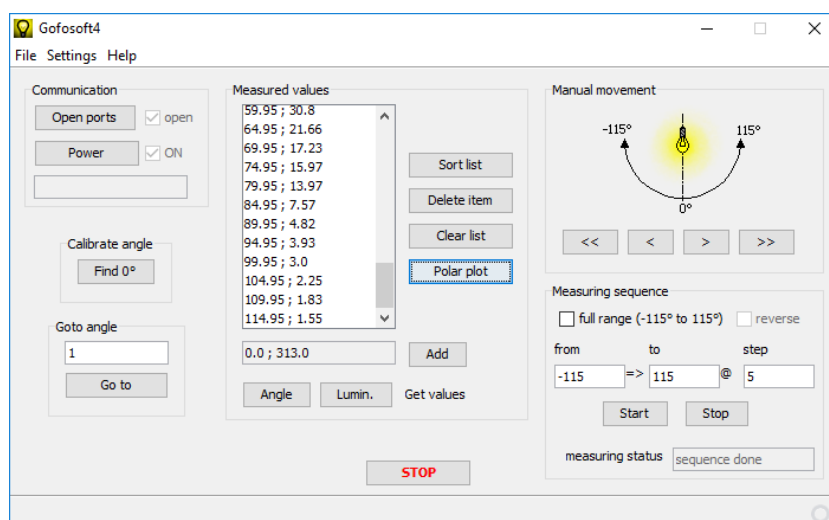 Gofosoft4
File Settings Help
Communication
Open ports open
Power ON
Calibrate angle
Find 0°
Goto angle
1
Go to
Measured values
59.95 ; 30.8
64.95 ; 21.66
69.95 ; 17.23
74.95 ; 15.97
79.95 ; 13.97
84.95 ; 7.57
89.95 ; 4.82
94.95 ; 3.93
99.95 ; 3.0
104.95 ; 2.25
109.95 ; 1.83
114.95 ; 1.55
Sort list
Delete item
Clear list
Polar plot
0.0 ; 313.0 Add
Angle Lumin. Get values
STOP
Manual movement
-115° 115°
0°
<< < > >>
Measuring sequence
full range (-115° to 115°) reverse
from to step
-115 => 115 @ 5
Start Stop
measuring status sequence done